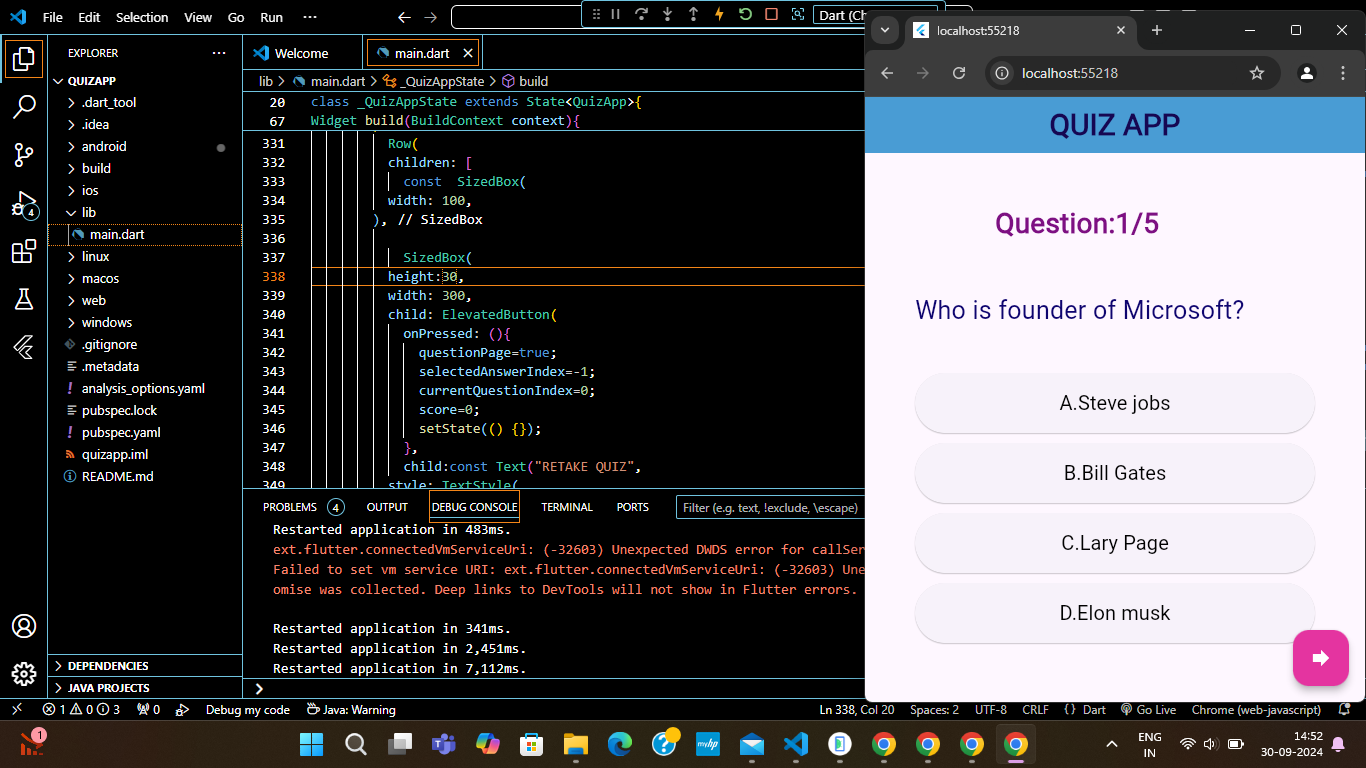 File Edit Selection View Go Run ···
Dart (Ch
EXPLORER ···
QUIZAPP
.dart_tool
.idea
android
build
ios
lib
main.dart
linux
macos
web
windows
.gitignore
.metadata
analysis_options.yaml
pubspec.lock
pubspec.yaml
quizapp.iml
README.md
DEPENDENCIES
JAVA PROJECTS
4
Welcome
main.dart
lib > main.dart > _QuizAppState > build
20 class _QuizAppState extends State<QuizApp>{
67 Widget build(BuildContext context){
331 Row(
332 children: [
333 const SizedBox(
334 width: 100,
335 ), // SizedBox
336
337 SizedBox(
338 height:30,
339 width: 300,
340 child: ElevatedButton(
341 onPressed: (){
342 questionPage=true;
343 selectedAnswerIndex=-1;
344 currentQuestionIndex=0;
345 score=0;
346 setState(() {});
347 },
348 child:const Text("RETAKE QUIZ",
349 style: TextStyle(
PROBLEMS 4 OUTPUT DEBUG CONSOLE TERMINAL PORTS Filter (e.g. text, !exclude, \escape)
Restarted application in 483ms.
ext.flutter.connectedVmServiceUri: (-32603) Unexpected DWDS error for callSer
Failed to set vm service URI: ext.flutter.connectedVmServiceUri: (-32603) Une
omise was collected. Deep links to DevTools will not show in Flutter errors.
Restarted application in 341ms.
Restarted application in 2,451ms.
Restarted application in 7,112ms.
localhost:55218
localhost:55218
QUIZ APP
Question:1/5
Who is founder of Microsoft?
A.Steve jobs
B.Bill Gates
C.Lary Page
D.Elon musk
1 0 3 0 Debug my code Java: Warning Ln 338, Col 20 Spaces: 2 UTF-8 CRLF {} Dart Go Live Chrome (web-javascript)
1
myhp
ENG
IN
14:52
30-09-2024